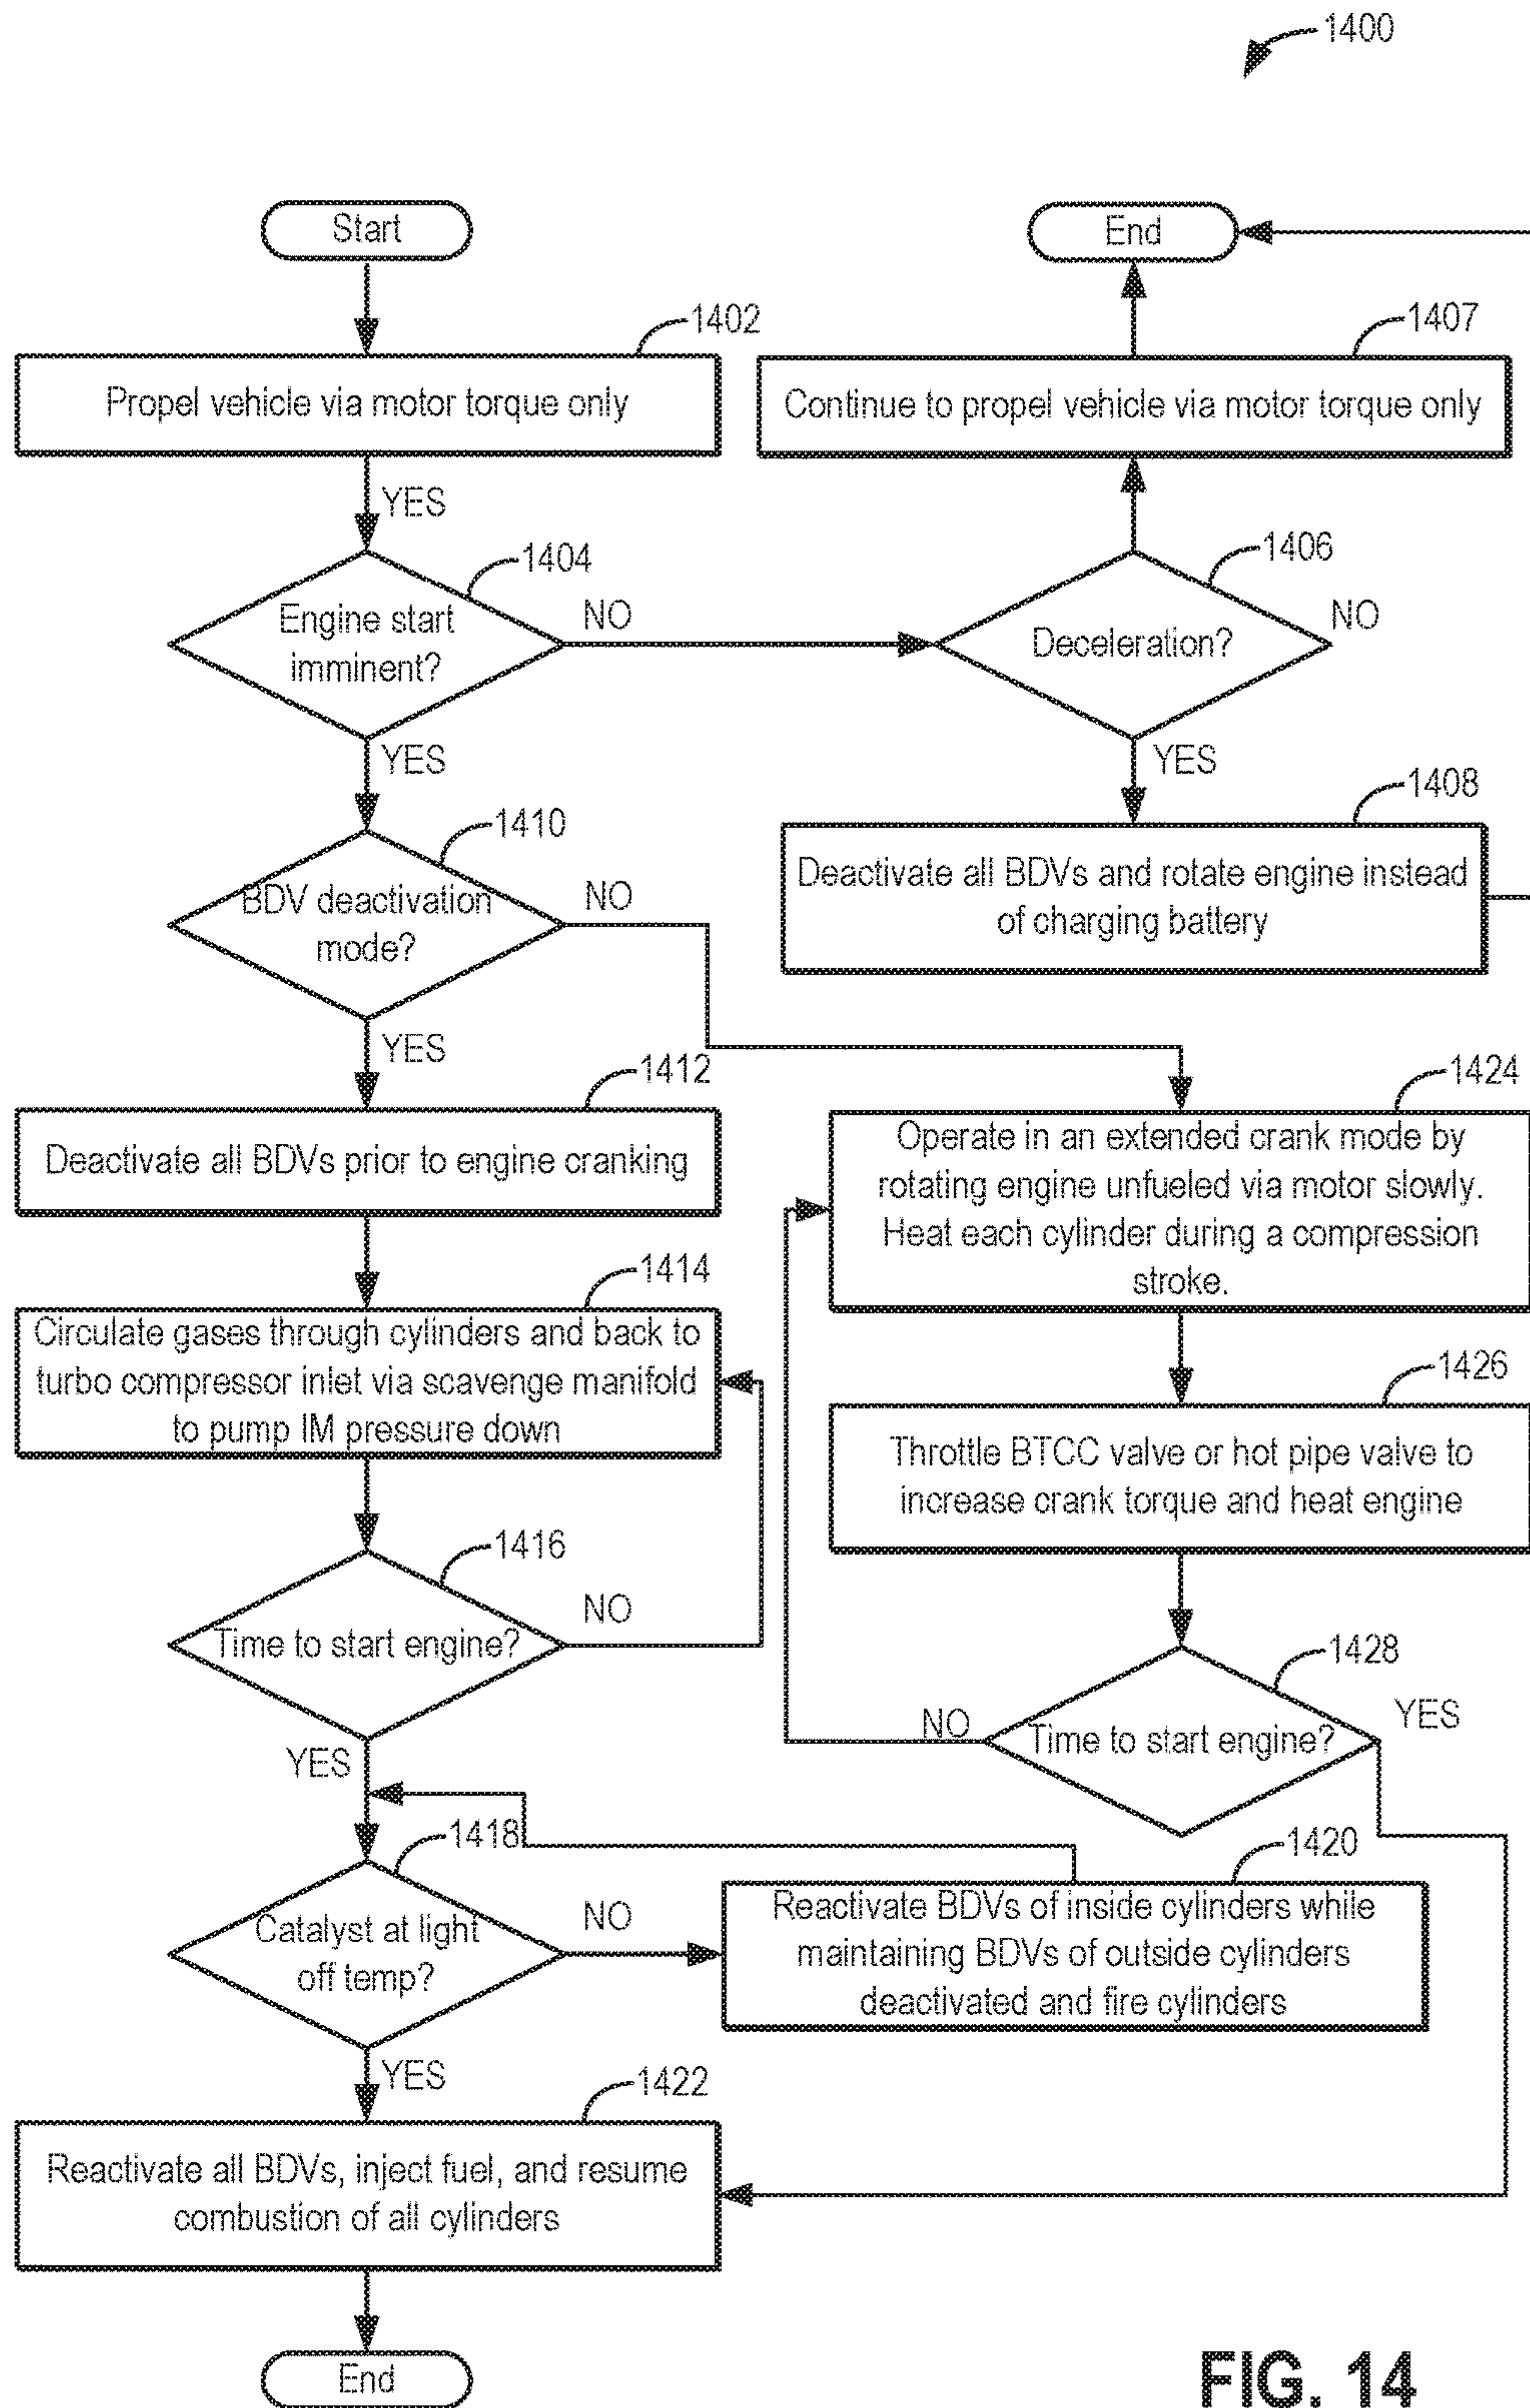 1400
Start
End
1402
1407
Propel vehicle via motor torque only
Continue to propel vehicle via motor torque only
YES
1404
1406
Engine start
imminent?
NO
Deceleration?
NO
YES
YES
1410
1408
BDV deactivation
mode?
NO
Deactivate all BDVs and rotate engine instead
of charging battery
YES
1412
1424
Deactivate all BDVs prior to engine cranking
Operate in an extended crank mode by
rotating engine unfueled via motor slowly.
Heat each cylinder during a compression
stroke.
1414
Circulate gases through cylinders and back to
turbo compressor inlet via scavenge manifold
to pump IM pressure down
1426
Throttle BTCC valve or hot pipe valve to
increase crank torque and heat engine
1416
Time to start engine?
NO
1428
Time to start engine?
NO
YES
YES
1418
1420
Catalyst at light
off temp?
NO
Reactivate BDVs of inside cylinders while
maintaining BDVs of outside cylinders
deactivated and fire cylinders
YES
1422
Reactivate all BDVs, inject fuel, and resume
combustion of all cylinders
End
FIG. 14